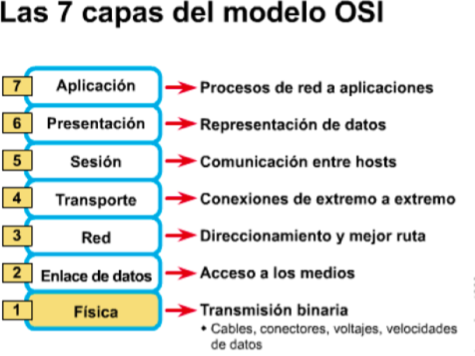 Las 7 capas del modelo OSI
7 Aplicación Procesos de red a aplicaciones
6 Presentación Representación de datos
5 Sesión Comunicación entre hosts
4 Transporte Conexiones de extremo a extremo
3 Red Direccionamiento y mejor ruta
2 Enlace de datos Acceso a los medios
1 Física Transmisión binaria
• Cables, conectores, voltajes, velocidades
de datos